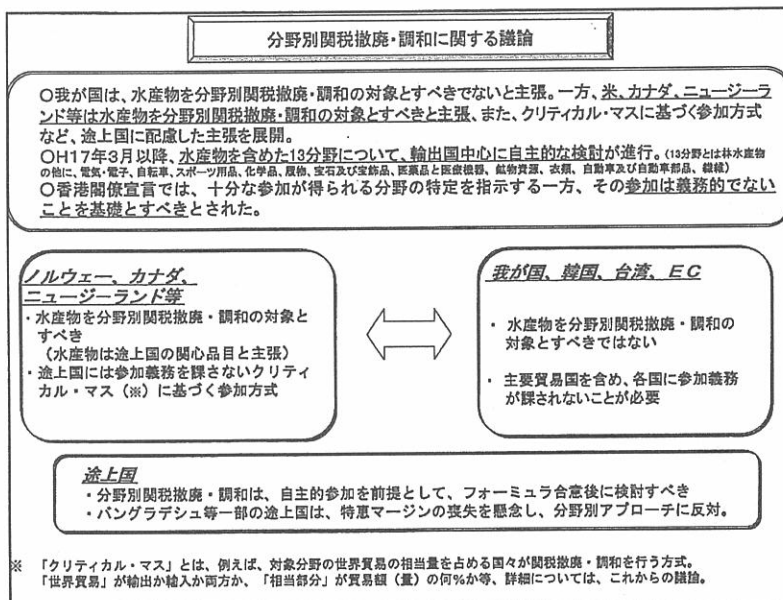 分野別関税撤廃・調和に関する議論
○我が国は、水産物を分野別関税撤廃・調和の対象とすべきでないと主張。一方、米、カナダ、ニュージーラ
ンド等は水産物を分野別関税撤廃・調和の対象とすべきと主張、また、クリティカル・マスに基づく参加方式
など、途上国に配慮した主張を展開。
○H17年3月以降、水産物を含めた13分野について、輸出国中心に自主的な検討が進行。(13分野とは林水産物
の他に、電気・電子、自転車、スポーツ用品、化学品、履物、宝石及び宝飾品、医薬品と医療機器、鉱物資源、衣類、自動車及び自動車部品、繊維)
○香港閣僚宣言では、十分な参加が得られる分野の特定を指示する一方、その参加は義務的でない
ことを基礎とすべきとされた。
ノルウェー、カナダ、
ニュージーランド等
・水産物を分野別関税撤廃・調和の対象と
すべき
(水産物は途上国の関心品目と主張)
・途上国には参加義務を課さないクリティ
カル・マス(※)に基づく参加方式
我が国、韓国、台湾、EC
・ 水産物を分野別関税撤廃・調和の
対象とすべきではない
・ 主要貿易国を含め、各国に参加義務
が課されないことが必要
途上国
・分野別関税撤廃・調和は、自主的参加を前提として、フォーミュラ合意後に検討すべき
・バングラデシュ等一部の途上国は、特恵マージンの喪失を懸念し、分野別アプローチに反対。
※ 「クリティカル・マス」とは、例えば、対象分野の世界貿易の相当量を占める国々が関税撤廃・調和を行う方式。
「世界貿易」が輸出か輸入か両方か、「相当部分」が貿易額(量)の何%か等、詳細については、これからの議論。